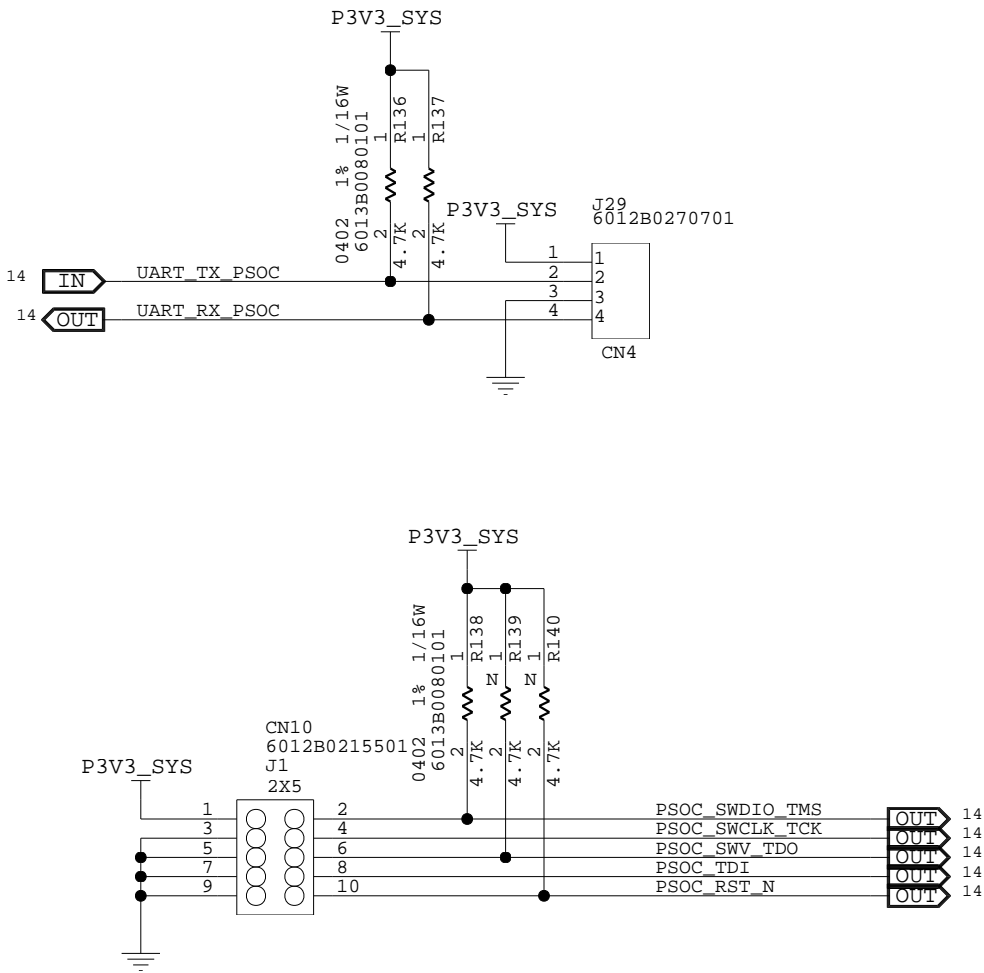 P3V3_SYS
0402 1% 1/16W
6013B0080101
1 R136
2 4.7K
1 R137
2 4.7K
P3V3_SYS
J29
6012B0270701
14 IN UART_TX_PSOC
14 OUT UART_RX_PSOC
1 1
2 2
3 3
4 4
CN4
P3V3_SYS
0402 1% 1/16W
6013B0080101
1 R138
2 4.7K
N 1 R139
2 4.7K
N 1 R140
2 4.7K
CN10
6012B0215501
J1
2X5
P3V3_SYS
1 2 PSOC_SWDIO_TMS OUT 14
3 4 PSOC_SWCLK_TCK OUT 14
5 6 PSOC_SWV_TDO OUT 14
7 8 PSOC_TDI OUT 14
9 10 PSOC_RST_N OUT 14